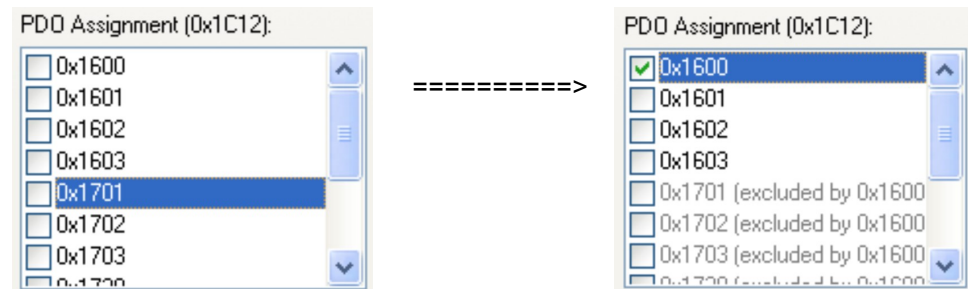 PDO Assignment (0x1C12):
0x1600
0x1601
0x1602
0x1603
0x1701
0x1702
0x1703
==========>
PDO Assignment (0x1C12):
0x1600
0x1601
0x1602
0x1603
0x1701 (excluded by 0x1600
0x1702 (excluded by 0x1600
0x1703 (excluded by 0x1600